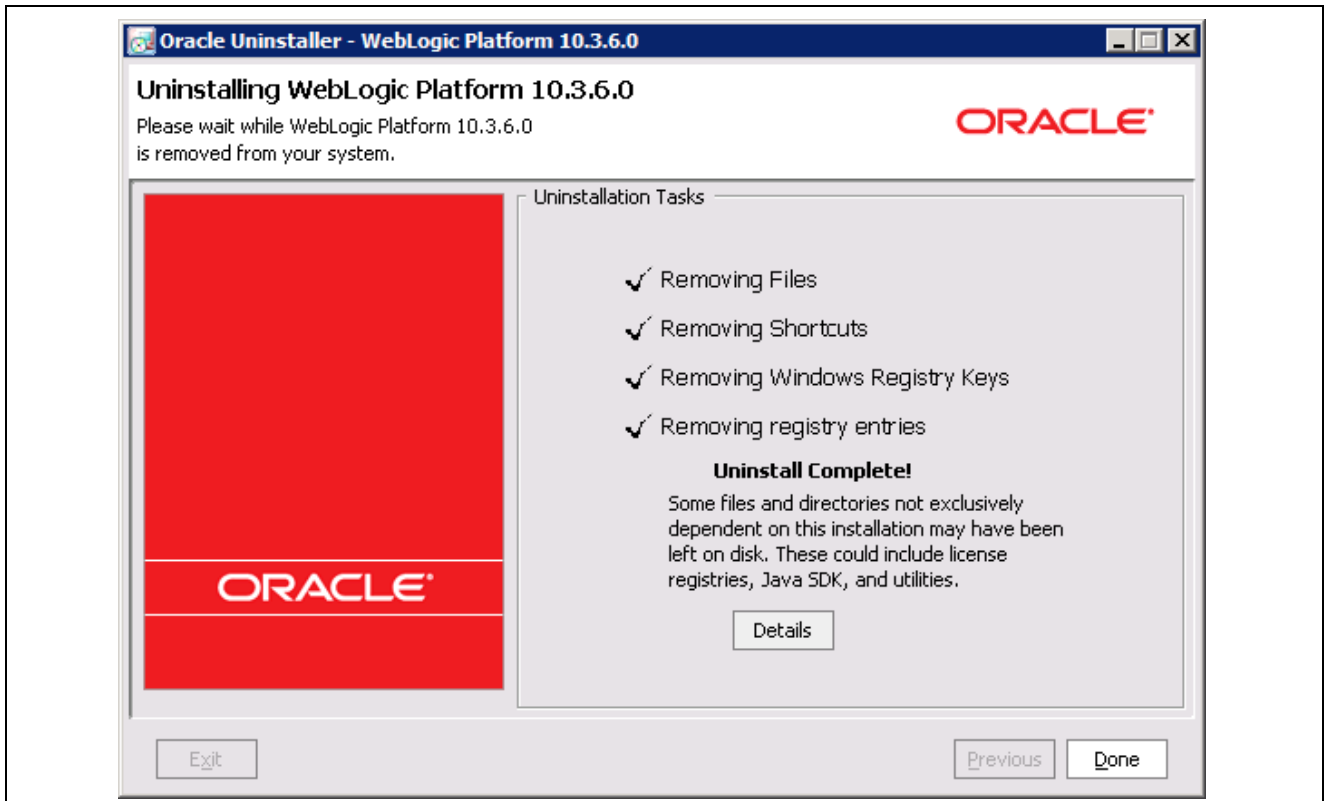 Oracle Uninstaller - WebLogic Platform 10.3.6.0
Uninstalling WebLogic Platform 10.3.6.0
Please wait while WebLogic Platform 10.3.6.0
is removed from your system.
ORACLE
Uninstallation Tasks
Removing Files
Removing Shortcuts
Removing Windows Registry Keys
Removing registry entries
Uninstall Complete!
Some files and directories not exclusively
dependent on this installation may have been
left on disk. These could include license
registries, Java SDK, and utilities.
ORACLE
Details
Exit
Previous
Done